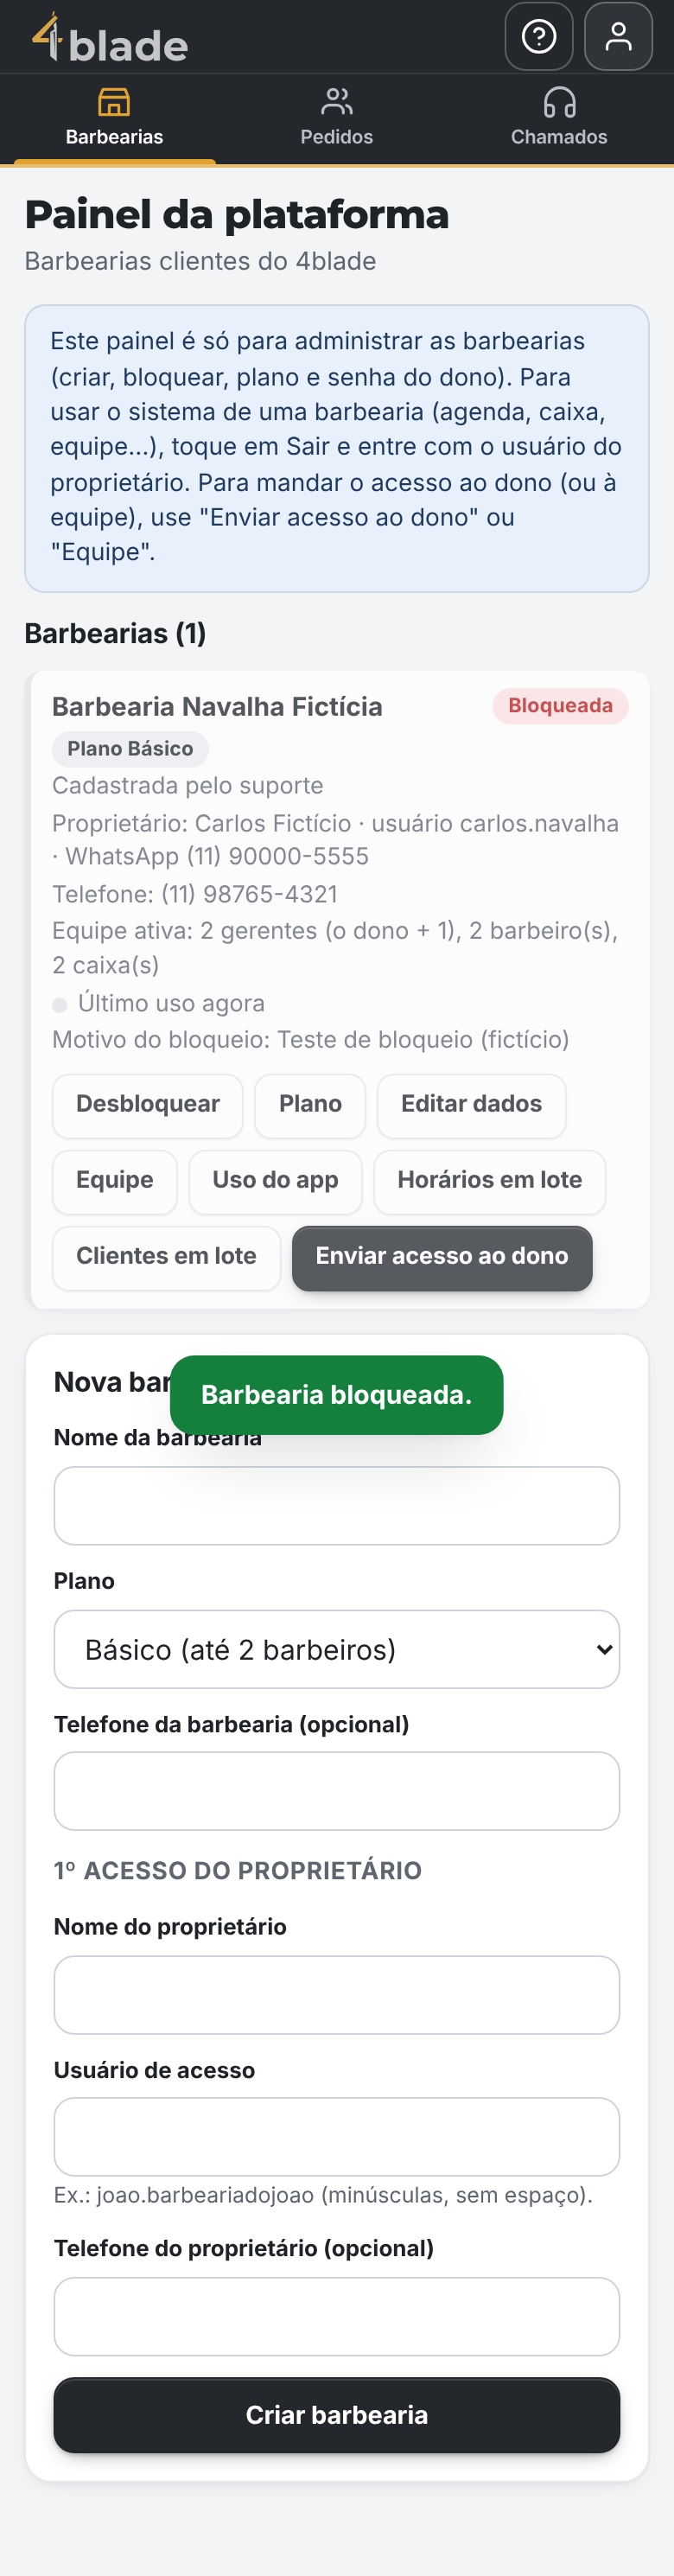 4blade
Barbearias
Pedidos
Chamados
Painel da plataforma
Barbearias clientes do 4blade
Este painel é só para administrar as barbearias
(criar, bloquear, plano e senha do dono). Para
usar o sistema de uma barbearia (agenda, caixa,
equipe...), toque em Sair e entre com o usuário do
proprietário. Para mandar o acesso ao dono (ou à
equipe), use "Enviar acesso ao dono" ou
"Equipe".
Barbearias (1)
Barbearia Navalha Fictícia
Bloqueada
Plano Básico
Cadastrada pelo suporte
Proprietário: Carlos Fictício · usuário carlos.navalha
· WhatsApp (11) 90000-5555
Telefone: (11) 98765-4321
Equipe ativa: 2 gerentes (o dono + 1), 2 barbeiro(s),
2 caixa(s)
Último uso agora
Motivo do bloqueio: Teste de bloqueio (fictício)
Desbloquear
Plano
Editar dados
Equipe
Uso do app
Horários em lote
Clientes em lote
Enviar acesso ao dono
Nova bar
Barbearia bloqueada.
Nome da barbearia
Plano
Básico (até 2 barbeiros)
Telefone da barbearia (opcional)
1º ACESSO DO PROPRIETÁRIO
Nome do proprietário
Usuário de acesso
Ex.: joao.barbeariadojoao (minúsculas, sem espaço).
Telefone do proprietário (opcional)
Criar barbearia